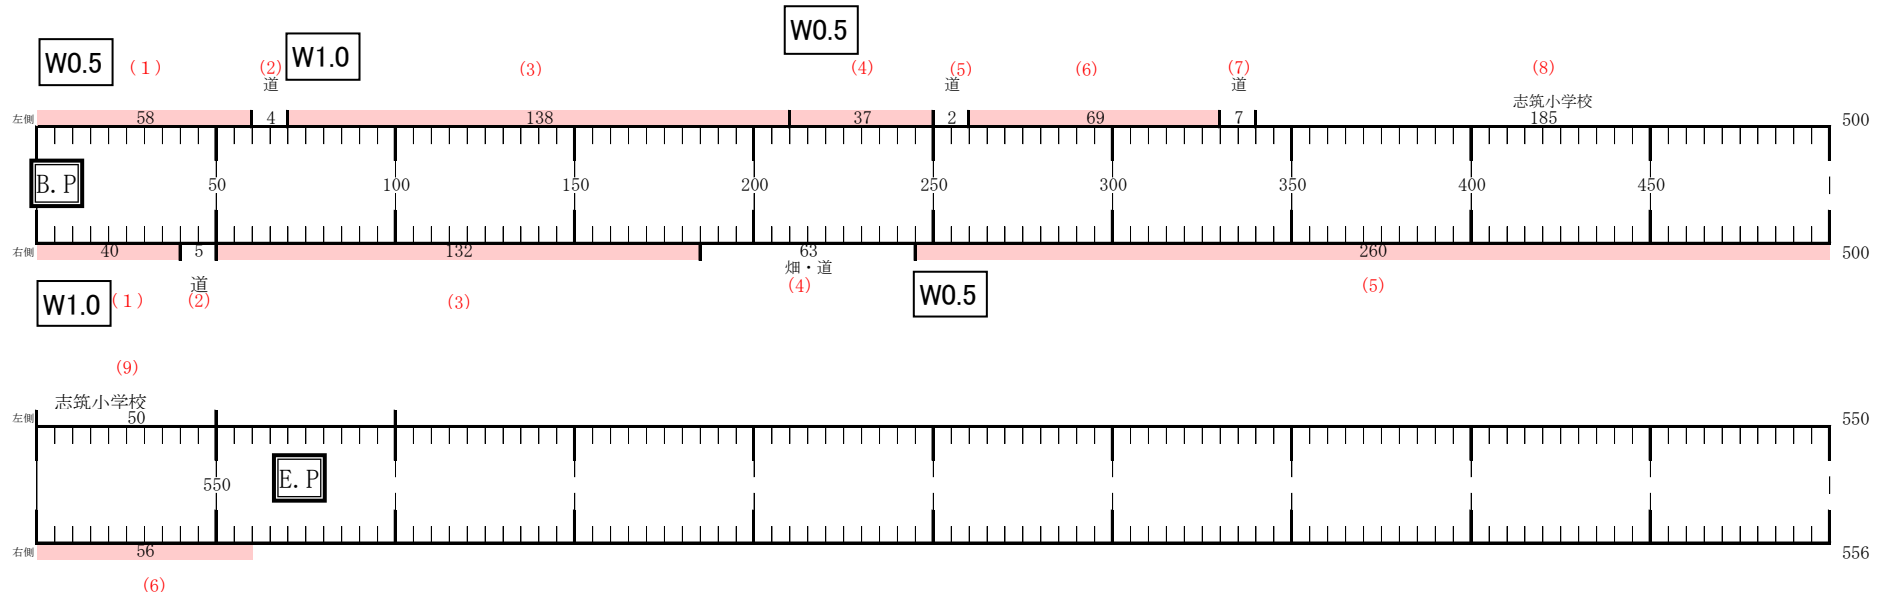 W0.5 （1） (2) W1.0 (3) W0.5 (4) (5) (6) (7) (8)
道 道 道
志筑小学校
左側 58 4 138 37 2 69 7 185 500
B.P 50 100 150 200 250 300 350 400 450
右側 40 5 132 63 260 500
道 畑・道
W1.0 （1） (2) (3) (4) W0.5 (5)
(9)
志筑小学校
左側 50 550
550 E.P
右側 56 556
(6)